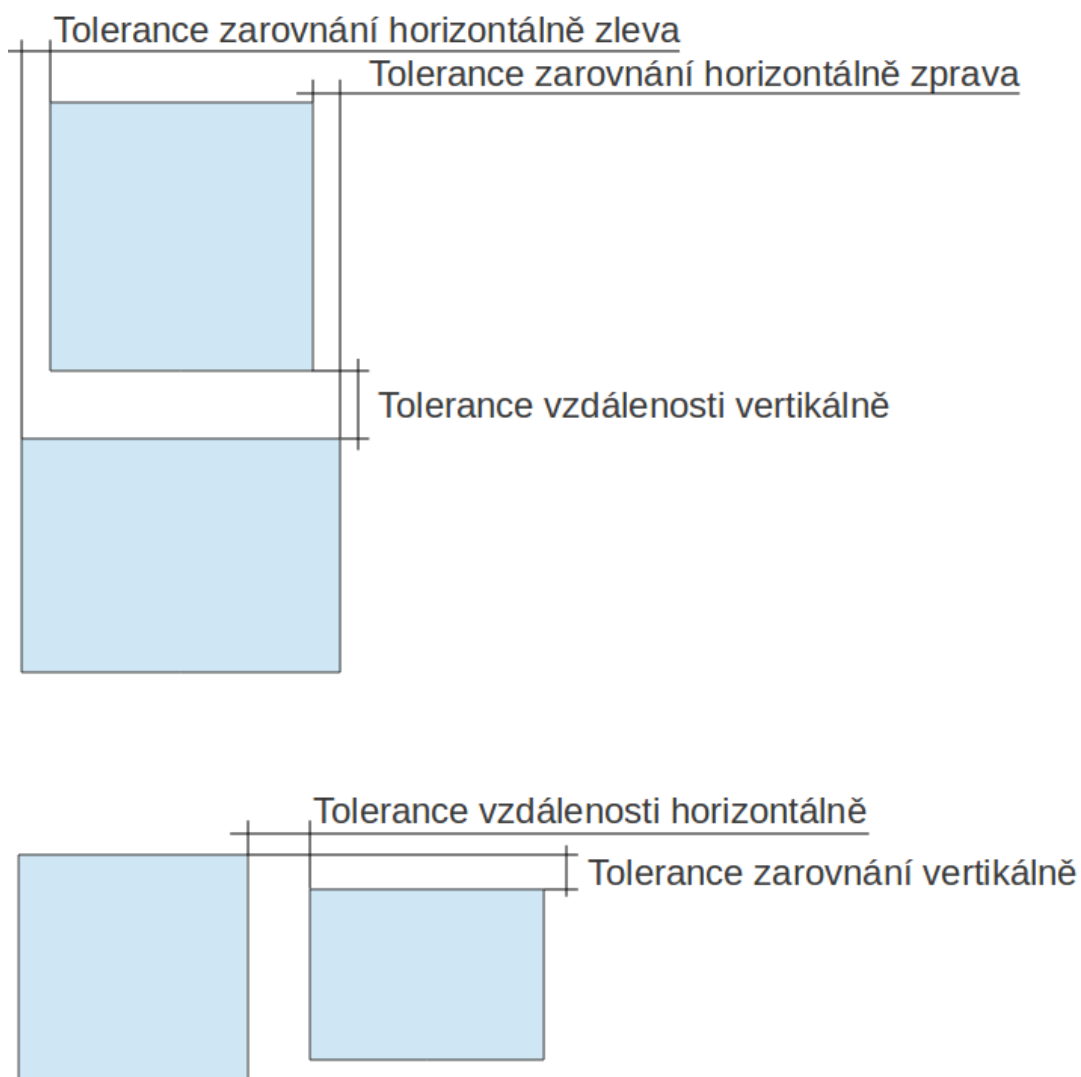 Tolerance zarovnání horizontálně zleva
Tolerance zarovnání horizontálně zprava
Tolerance vzdálenosti vertikálně
Tolerance vzdálenosti horizontálně
Tolerance zarovnání vertikálně